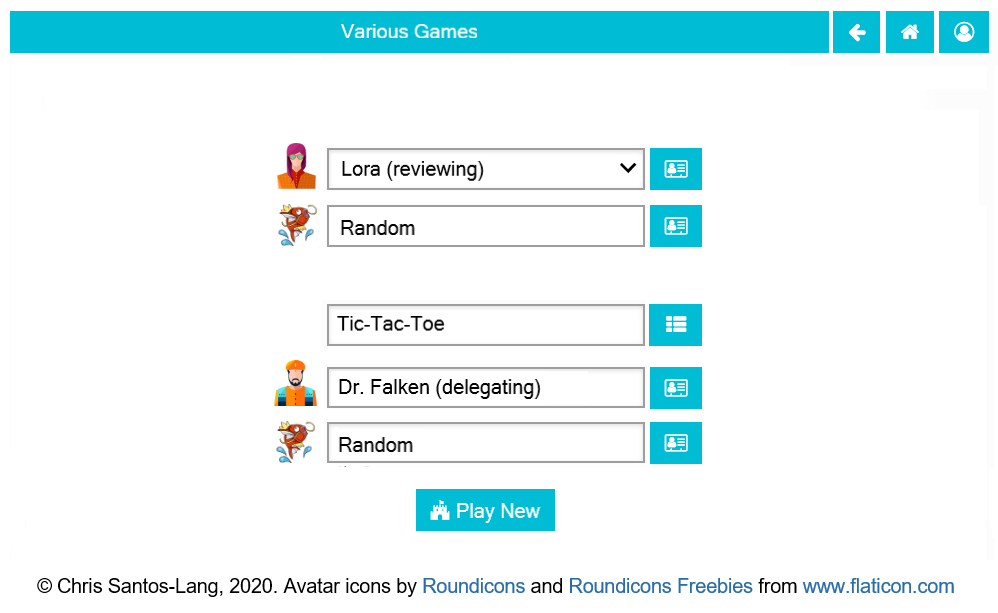 Various Games
Lora (reviewing)
Random
Tic-Tac-Toe
Dr. Falken (delegating)
Random
Play New
© Chris Santos-Lang, 2020. Avatar icons by Roundicons and Roundicons Freebies from www.flaticon.com